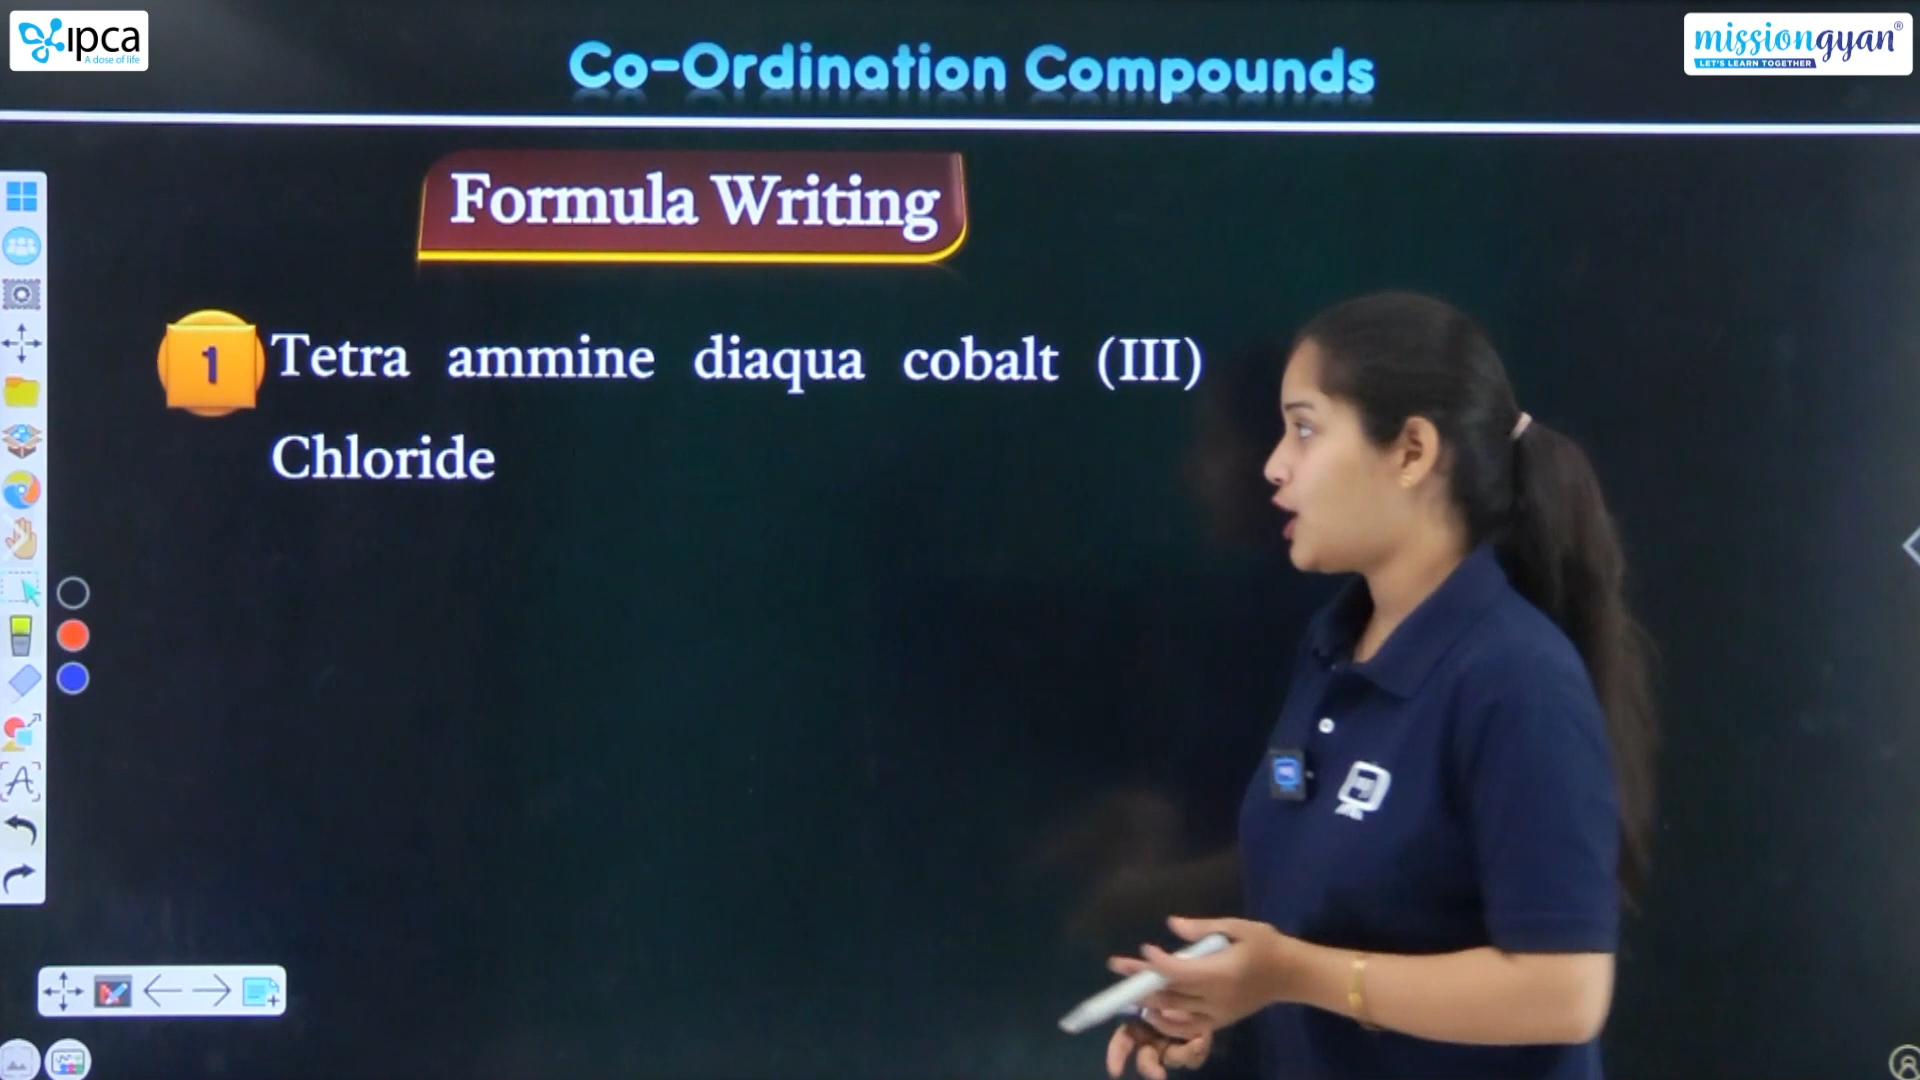 ipca
A dose of life
Co-Ordination Compounds
missiongyan®
LET'S LEARN TOGETHER
Formula Writing
1 Tetra ammine diaqua cobalt (III)
Chloride